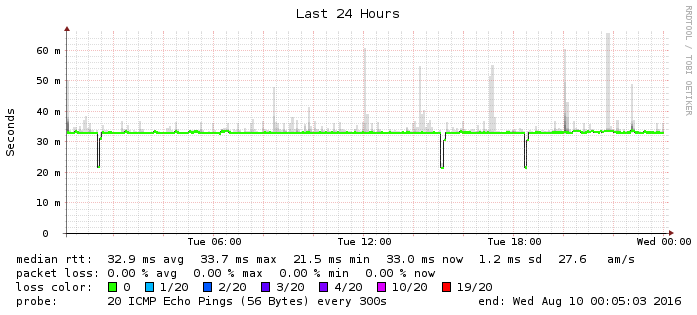 Last 24 Hours
RRDTOOL / TOBI OETIKER
Seconds
60 m
50 m
40 m
30 m
20 m
10 m
0
Tue 06:00 Tue 12:00 Tue 18:00 Wed 00:00
median rtt: 32.9 ms avg 33.7 ms max 21.5 ms min 33.0 ms now 1.2 ms sd 27.6 am/s
packet loss: 0.00 % avg 0.00 % max 0.00 % min 0.00 % now
loss color: 0 1/20 2/20 3/20 4/20 10/20 19/20
probe: 20 ICMP Echo Pings (56 Bytes) every 300s end: Wed Aug 10 00:05:03 2016